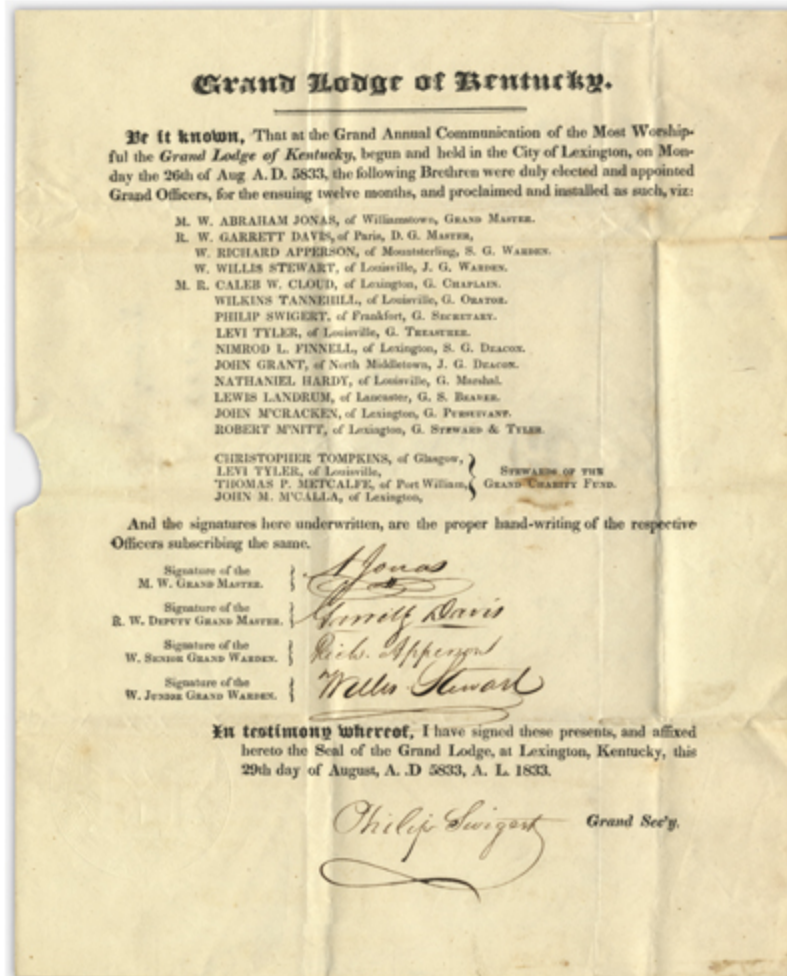 Grand Lodge of Kentucky.
Be it known, That at the Grand Annual Communication of the Most Worship-
ful the Grand Lodge of Kentucky, begun and held in the City of Lexington, on Mon-
day the 26th of Aug A. D. 5833, the following Brethren were duly elected and appointed
Grand Officers, for the ensuing twelve months, and proclaimed and installed as such, viz:
M. W. ABRAHAM JONAS, of Williamstown, GRAND MASTER.
R. W. GARRETT DAVIS, of Paris, D. G. MASTER,
W. RICHARD APPERSON, of Mountsterling, S. G. WARDEN.
W. WILLIS STEWART, of Louisville, J. G. WARDEN.
M. R. CALEB W. CLOUD, of Lexington, G. CHAPLAIN.
WILKINS TANNEHILL, of Louisville, G. ORATOR.
PHILIP SWIGERT, of Frankfort, G. SECRETARY.
LEVI TYLER, of Louisville, G. TREASURER.
NIMROD L. FINNELL, of Lexington, S. G. DEACON.
JOHN GRANT, of North Middletown, J. G. DEACON.
NATHANIEL HARDY, of Louisville, G. Marshal.
LEWIS LANDRUM, of Lancaster, G. S. BEARER.
JOHN M'CRACKEN, of Lexington, G. PURSUIVANT.
ROBERT M'NITT, of Lexington, G. STEWARD & TYLER.
CHRISTOPHER TOMPKINS, of Glasgow,
LEVI TYLER, of Louisville,
THOMAS P. METCALFE, of Port William,
JOHN M. M'CALLA, of Lexington,
STEWARDS OF THE
GRAND CHARITY FUND.
And the signatures here underwritten, are the proper hand-writing of the respective
Officers subscribing the same.
Signature of the
M. W. GRAND MASTER.
A Jonas
Signature of the
R. W. DEPUTY GRAND MASTER.
Garrett Davis
Signature of the
W. SENIOR GRAND WARDEN.
Rich. Apperson
Signature of the
W. JUNIOR GRAND WARDEN.
Willis Stewart
In testimony whereof, I have signed these presents, and affixed
hereto the Seal of the Grand Lodge, at Lexington, Kentucky, this
29th day of August, A. .D 5833, A. L. 1833.
Philip Swigert Grand Sec'y.